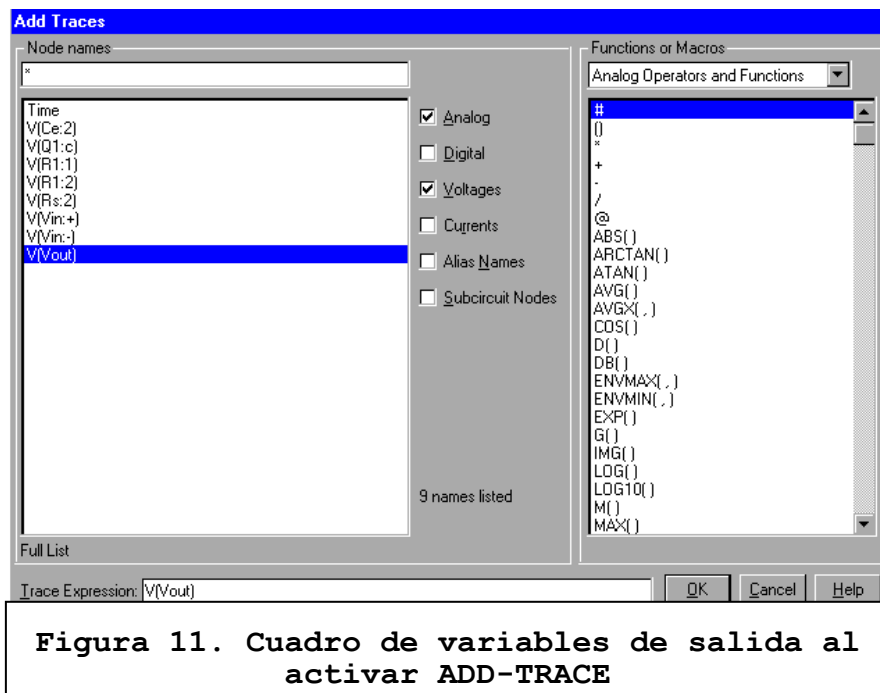 Add Traces
Node names
*
Time
V(Ce:2)
V(Q1:c)
V(R1:1)
V(R1:2)
V(Rs:2)
V(Vin:+)
V(Vin:-)
V(Vout)
Full List
Analog
Digital
Voltages
Currents
Alias Names
Subcircuit Nodes
9 names listed
Functions or Macros
Analog Operators and Functions
#
()
*
+
-
/
@
ABS( )
ARCTAN( )
ATAN( )
AVG( )
AVGX( , )
COS( )
D( )
DB( )
ENVMAX( , )
ENVMIN( , )
EXP( )
G( )
IMG( )
LOG( )
LOG10( )
M( )
MAX( )
Trace Expression: V(Vout)
OK Cancel Help
Figura 11. Cuadro de variables de salida al
activar ADD-TRACE